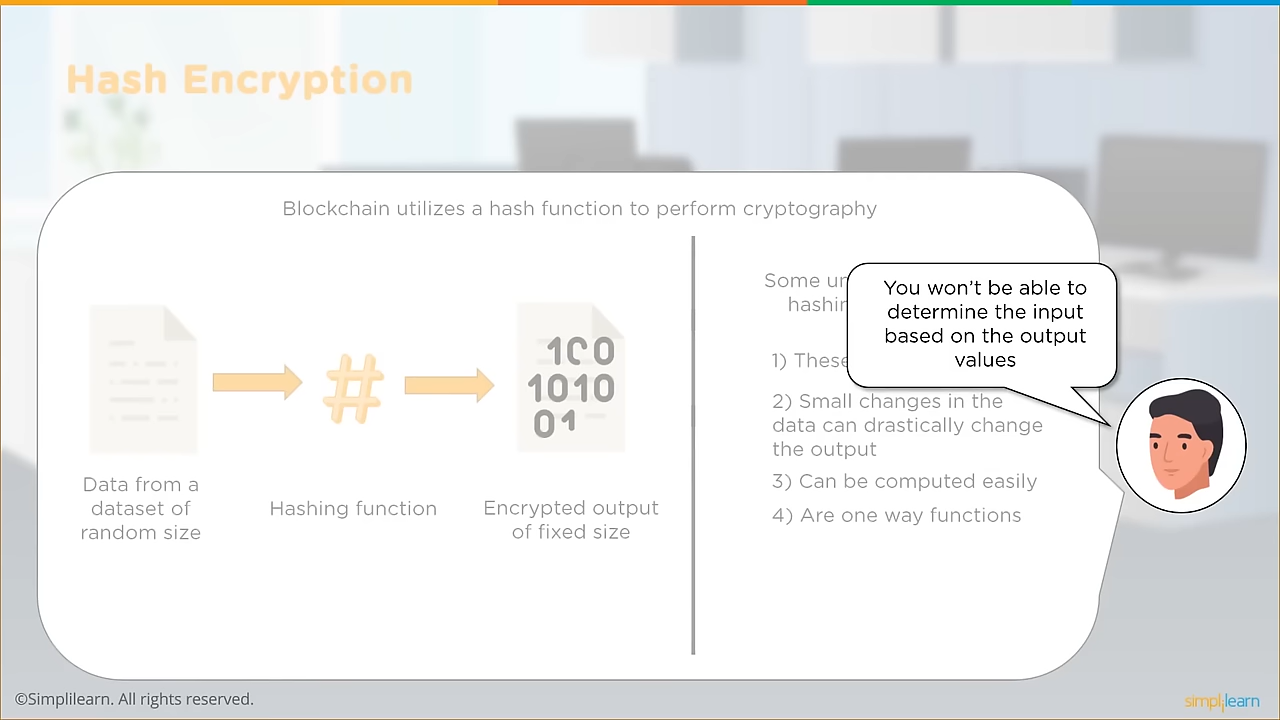 Hash Encryption
Blockchain utilizes a hash function to perform cryptography
Data from a
dataset of
random size
#
Hashing function
100
1010
01
Encrypted output
of fixed size
Some
1) These
2) Small changes in the
data can drastically change
the output
3) Can be computed easily
4) Are one way functions
You won't be able to
determine the input
based on the output
values
©Simplilearn. All rights reserved.
simplilearn